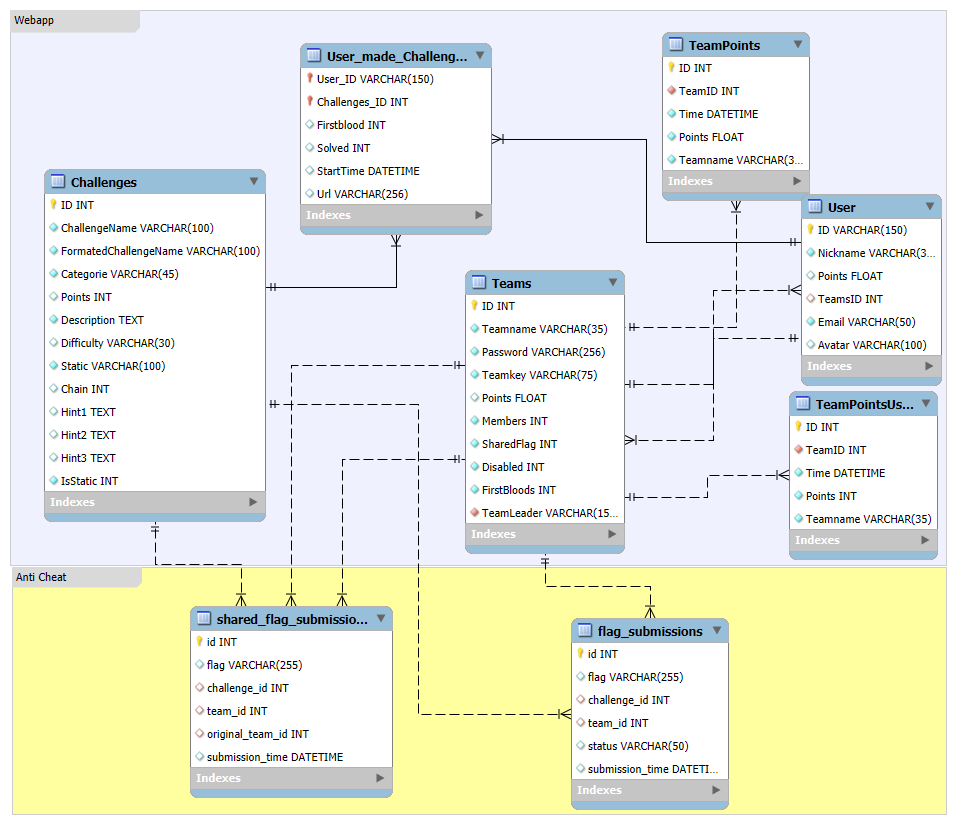 Webapp
User_made_Challeng...
User_ID VARCHAR(150)
Challenges_ID INT
Firstblood INT
Solved INT
StartTime DATETIME
Url VARCHAR(256)
Indexes
TeamPoints
ID INT
TeamID INT
Time DATETIME
Points FLOAT
Teamname VARCHAR(3...
Indexes
Challenges
ID INT
ChallengeName VARCHAR(100)
FormatedChallengeName VARCHAR(100)
Categorie VARCHAR(45)
Points INT
Description TEXT
Difficulty VARCHAR(30)
Static VARCHAR(100)
Chain INT
Hint1 TEXT
Hint2 TEXT
Hint3 TEXT
IsStatic INT
Indexes
User
ID VARCHAR(150)
Nickname VARCHAR(3...
Points FLOAT
TeamsID INT
Email VARCHAR(50)
Avatar VARCHAR(100)
Indexes
Teams
ID INT
Teamname VARCHAR(35)
Password VARCHAR(256)
Teamkey VARCHAR(75)
Points FLOAT
Members INT
SharedFlag INT
Disabled INT
FirstBloods INT
TeamLeader VARCHAR(15...
Indexes
TeamPointsUs...
ID INT
TeamID INT
Time DATETIME
Points INT
Teamname VARCHAR(35)
Indexes
Anti Cheat
shared_flag_submissio...
id INT
flag VARCHAR(255)
challenge_id INT
team_id INT
original_team_id INT
submission_time DATETIME
Indexes
flag_submissions
id INT
flag VARCHAR(255)
challenge_id INT
team_id INT
status VARCHAR(50)
submission_time DATETI...
Indexes